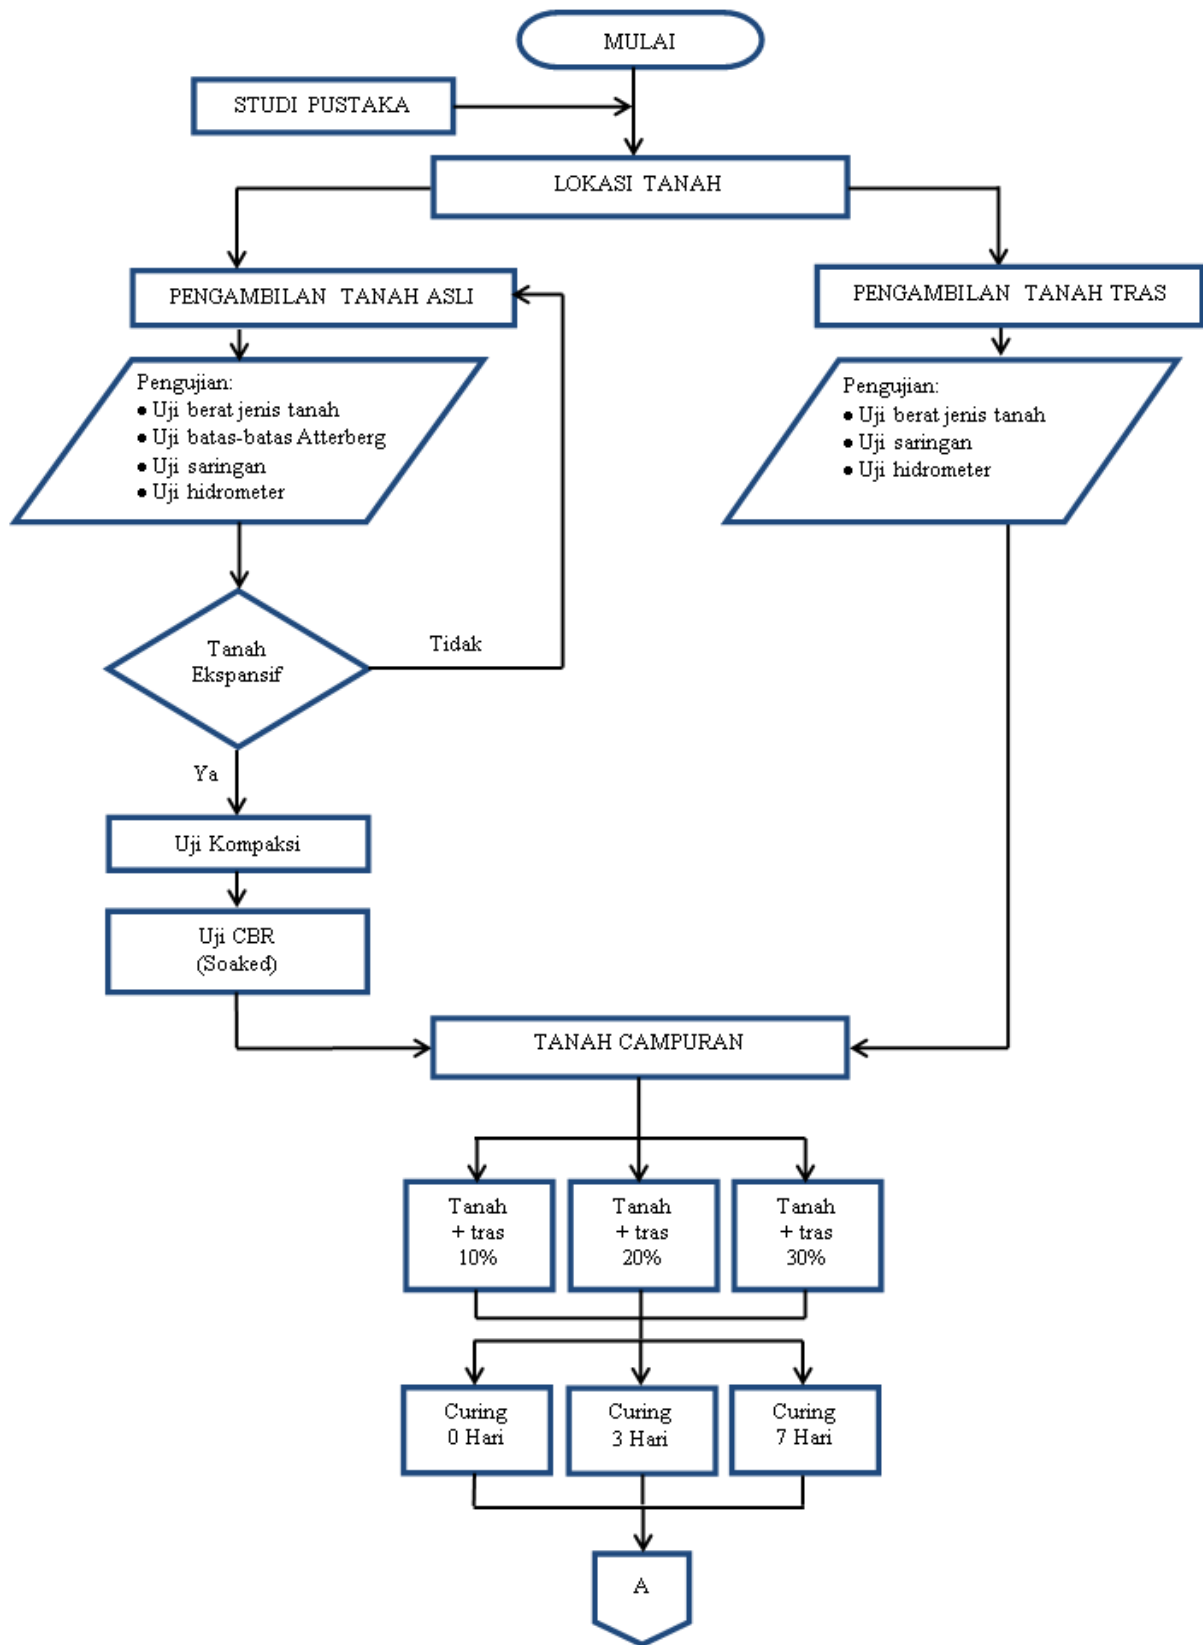 MULAI
STUDI PUSTAKA
LOKASI TANAH
PENGAMBILAN TANAH ASLI
PENGAMBILAN TANAH TRAS
Pengujian:
• Uji berat jenis tanah
• Uji batas-batas Atterberg
• Uji saringan
• Uji hidrometer
Pengujian:
• Uji berat jenis tanah
• Uji saringan
• Uji hidrometer
Tanah
Ekspansif
Tidak
Ya
Uji Kompaksi
Uji CBR
(Soaked)
TANAH CAMPURAN
Tanah
+ tras
10%
Tanah
+ tras
20%
Tanah
+ tras
30%
Curing
0 Hari
Curing
3 Hari
Curing
7 Hari
A